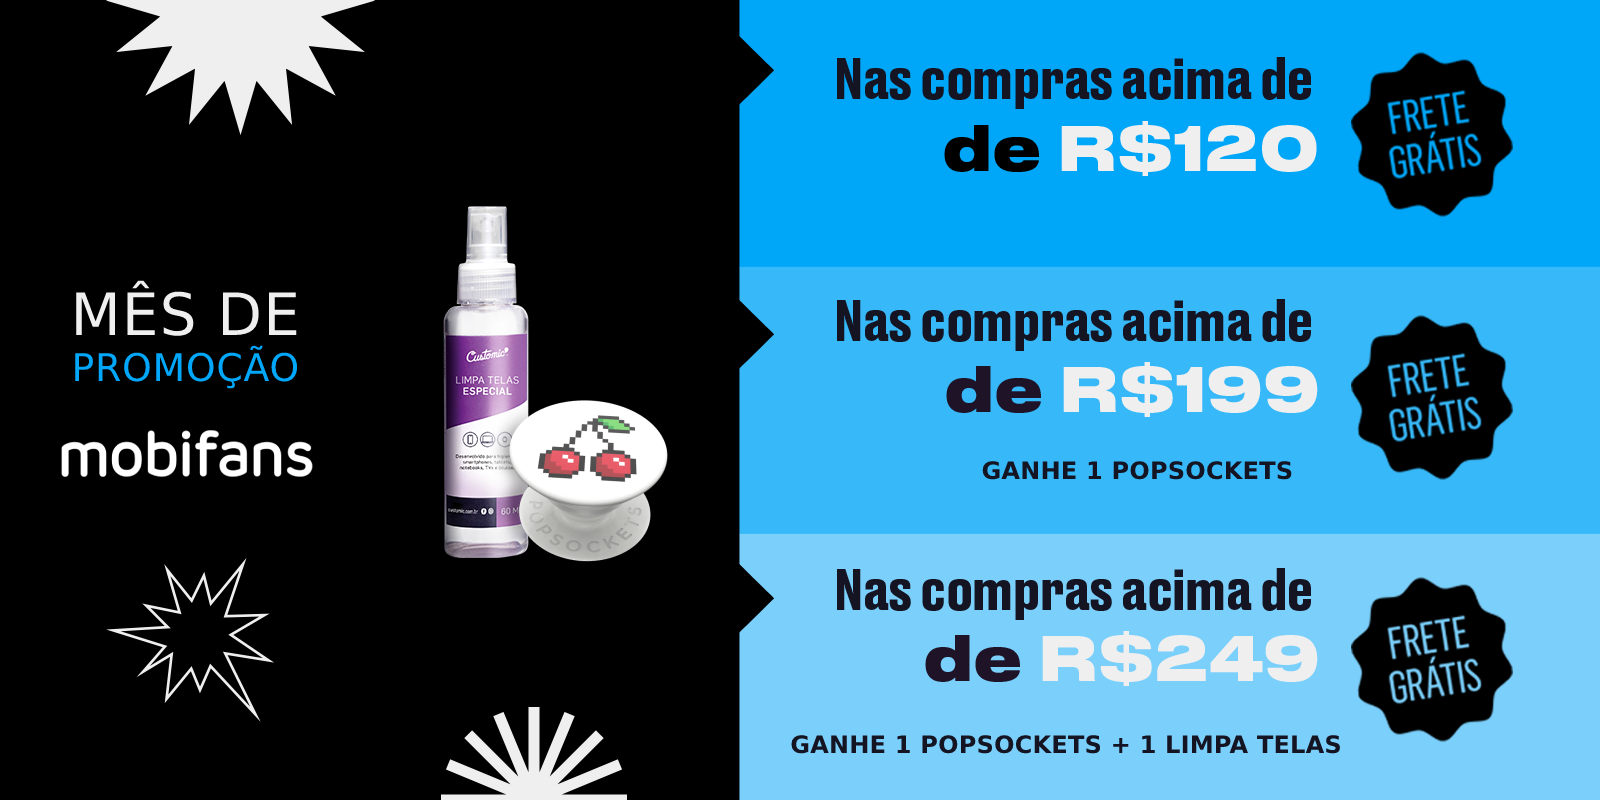 MÊS DE
PROMOÇÃO
mobifans
Customic
LIMPA TELAS
ESPECIAL
60 M
POPSOCKETS
Nas compras acima de
de R$120
FRETE
GRÁTIS
Nas compras acima de
de R$199
GANHE 1 POPSOCKETS
FRETE
GRÁTIS
Nas compras acima de
de R$249
GANHE 1 POPSOCKETS + 1 LIMPA TELAS
FRETE
GRÁTIS